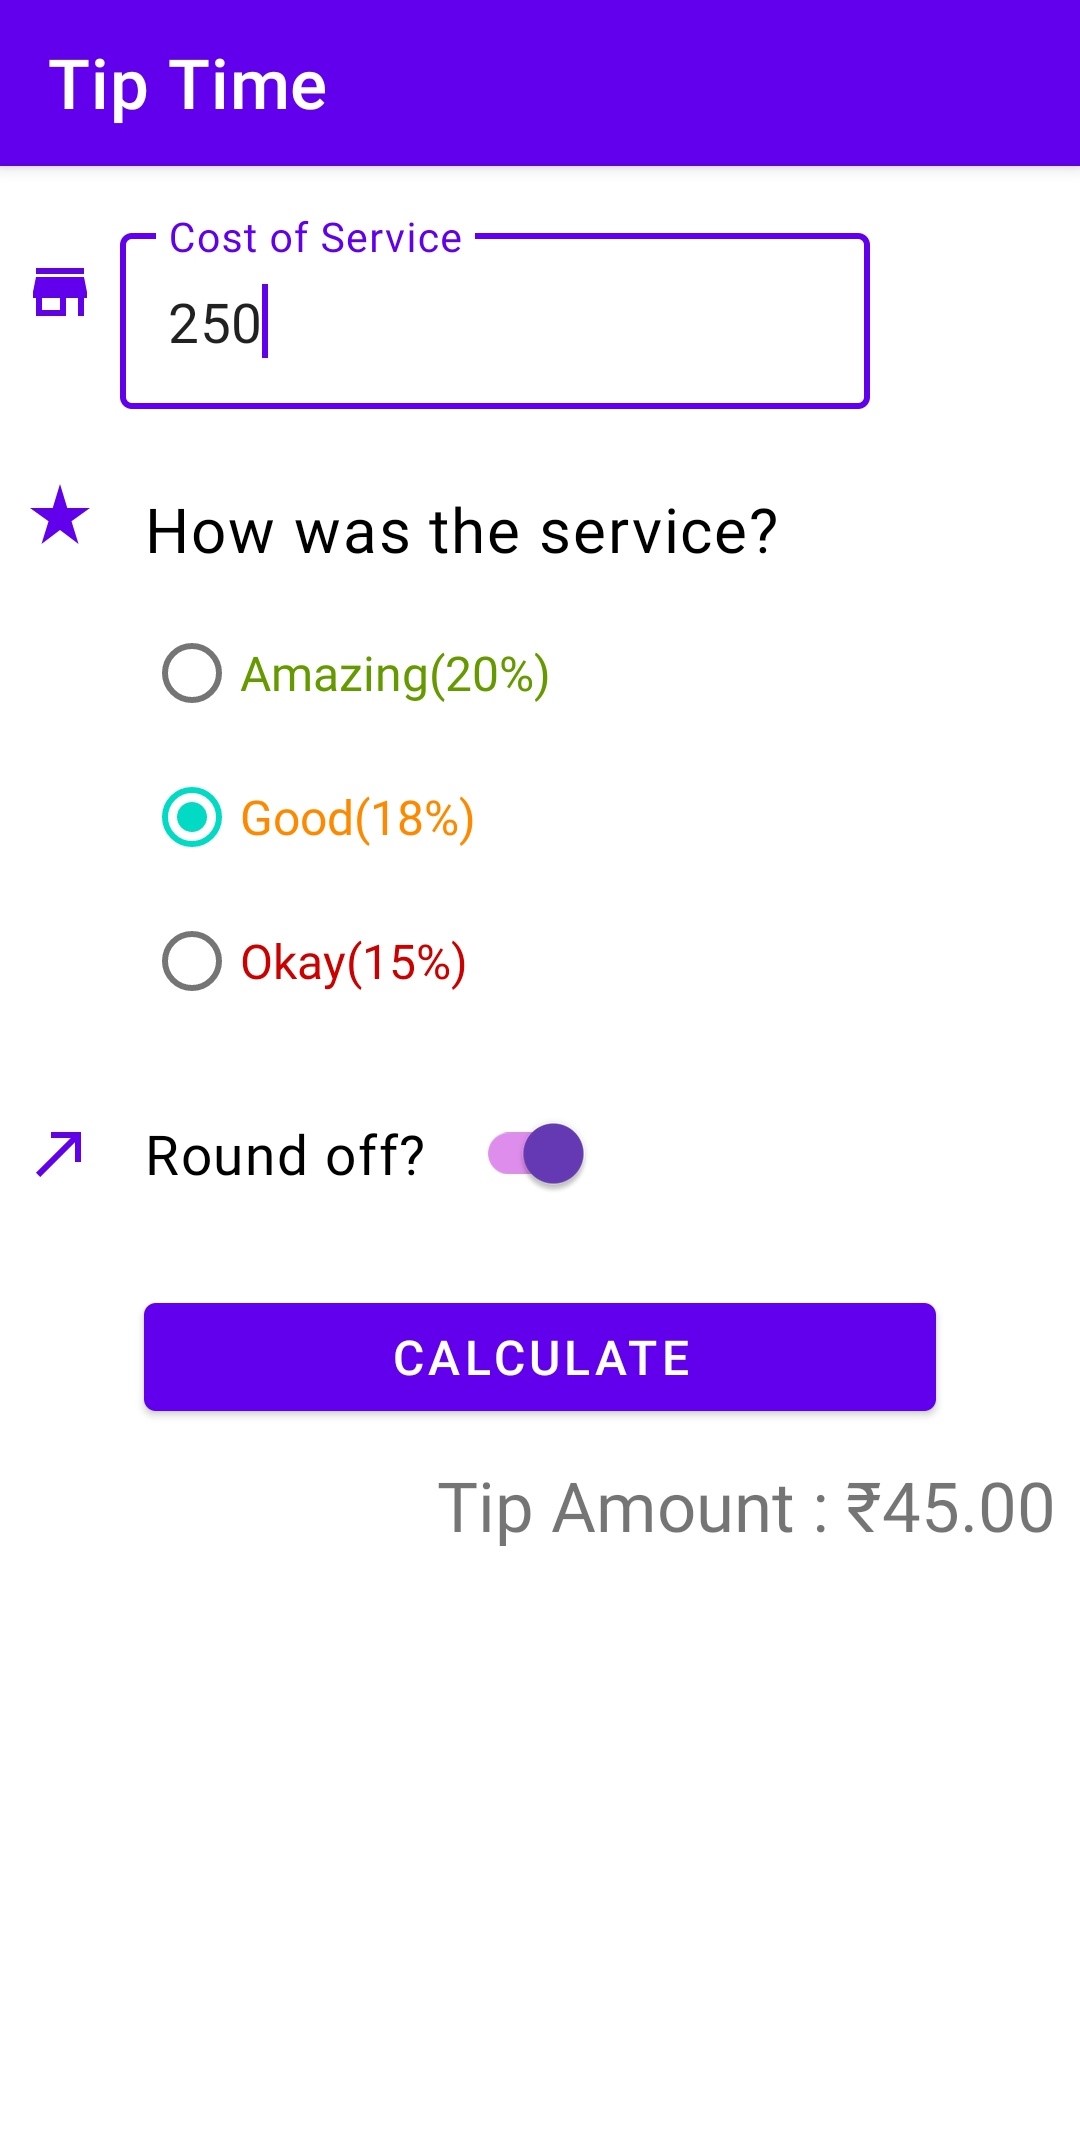 Tip Time
Cost of Service
250
How was the service?
Amazing(20%)
Good(18%)
Okay(15%)
Round off?
CALCULATE
Tip Amount : ₹45.00